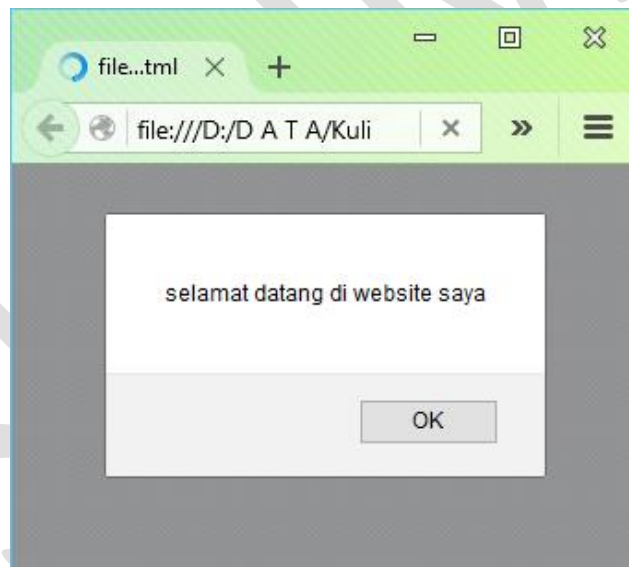 file...tml
file:///D:/D A T A/Kuli
selamat datang di website saya
OK